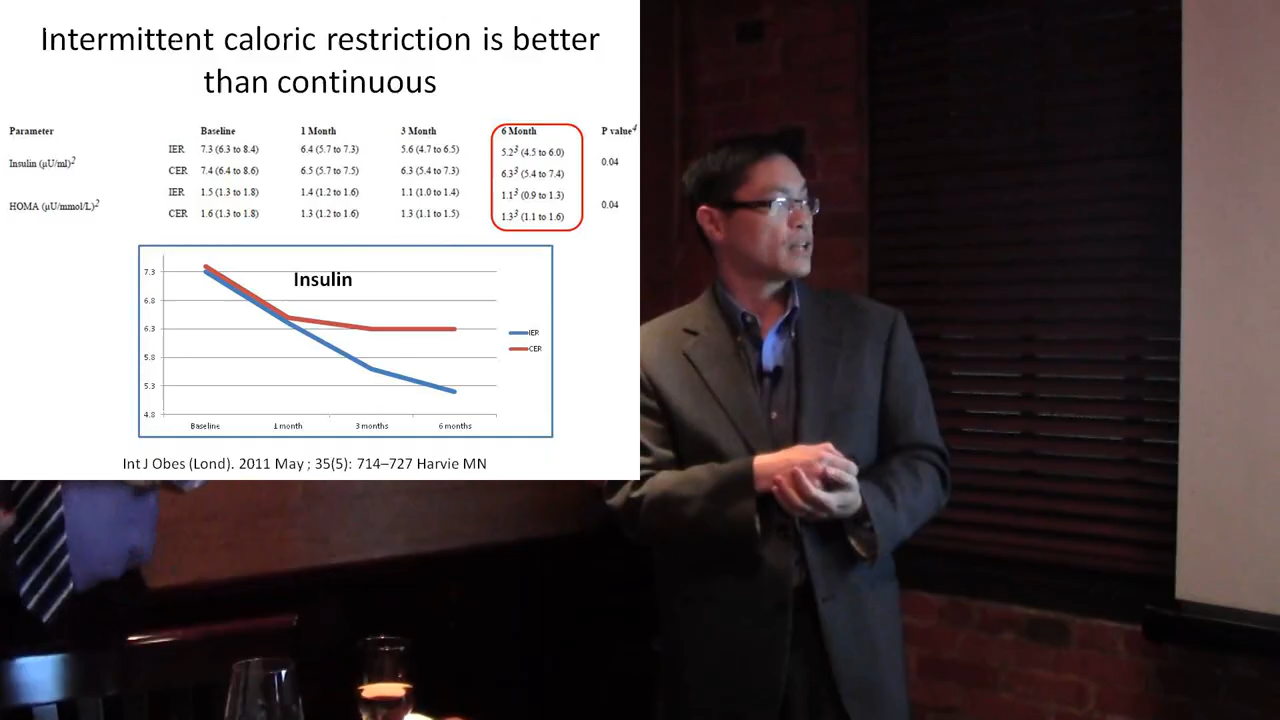 Intermittent caloric restriction is better
than continuous
Parameter Baseline 1 Month 3 Month 6 Month P value4
Insulin (µU/ml)2 0.04
IER 7.3 (6.3 to 8.4) 6.4 (5.7 to 7.3) 5.6 (4.7 to 6.5) 5.23 (4.5 to 6.0)
CER 7.4 (6.4 to 8.6) 6.5 (5.7 to 7.5) 6.3 (5.4 to 7.3) 6.33 (5.4 to 7.4)
HOMA (µU/mmol/L)2 0.04
IER 1.5 (1.3 to 1.8) 1.4 (1.2 to 1.6) 1.1 (1.0 to 1.4) 1.13 (0.9 to 1.3)
CER 1.6 (1.3 to 1.8) 1.3 (1.2 to 1.6) 1.3 (1.1 to 1.5) 1.33 (1.1 to 1.6)
Insulin
7.3
6.8
6.3
5.8
5.3
4.8
Baseline 1 month 3 months 6 months
IER
CER
Int J Obes (Lond). 2011 May ; 35(5): 714–727 Harvie MN